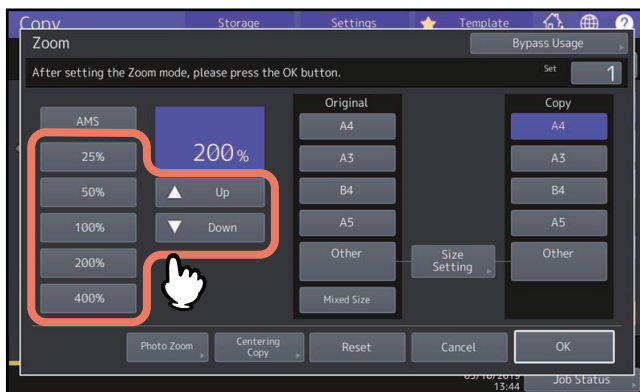 Copy Storage Settings Template
Zoom Bypass Usage
After setting the Zoom mode, please press the OK button. Set 1
Original Copy
AMS A4 A4
25% 200% A3 A3
50% Up B4 B4
100% Down A5 A5
200% Other Size Setting Other
400% Mixed Size
Photo Zoom Centering Copy Reset Cancel OK
13:44 Job Status